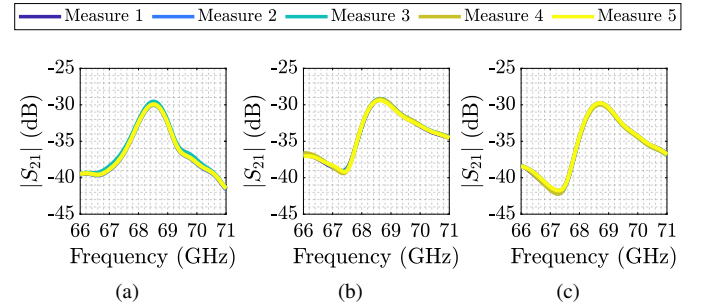 Measure 1 Measure 2 Measure 3 Measure 4 Measure 5
|S21| (dB)
-25
-30
-35
-40
-45
66 67 68 69 70 71
Frequency (GHz)
(a)
|S21| (dB)
-25
-30
-35
-40
-45
66 67 68 69 70 71
Frequency (GHz)
(b)
|S21| (dB)
-25
-30
-35
-40
-45
66 67 68 69 70 71
Frequency (GHz)
(c)